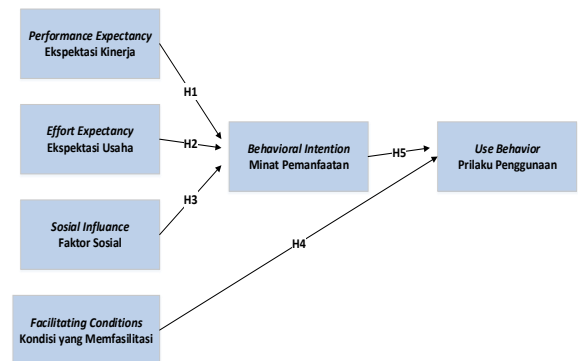 Performance Expectancy
Ekspektasi Kinerja
H1
Effort Expectancy
Ekspektasi Usaha
H2
Behavioral Intention
Minat Pemanfaatan
H5
Use Behavior
Prilaku Penggunaan
H3
Sosial Influence
Faktor Sosial
H4
Facilitating Conditions
Kondisi yang Memfasilitasi